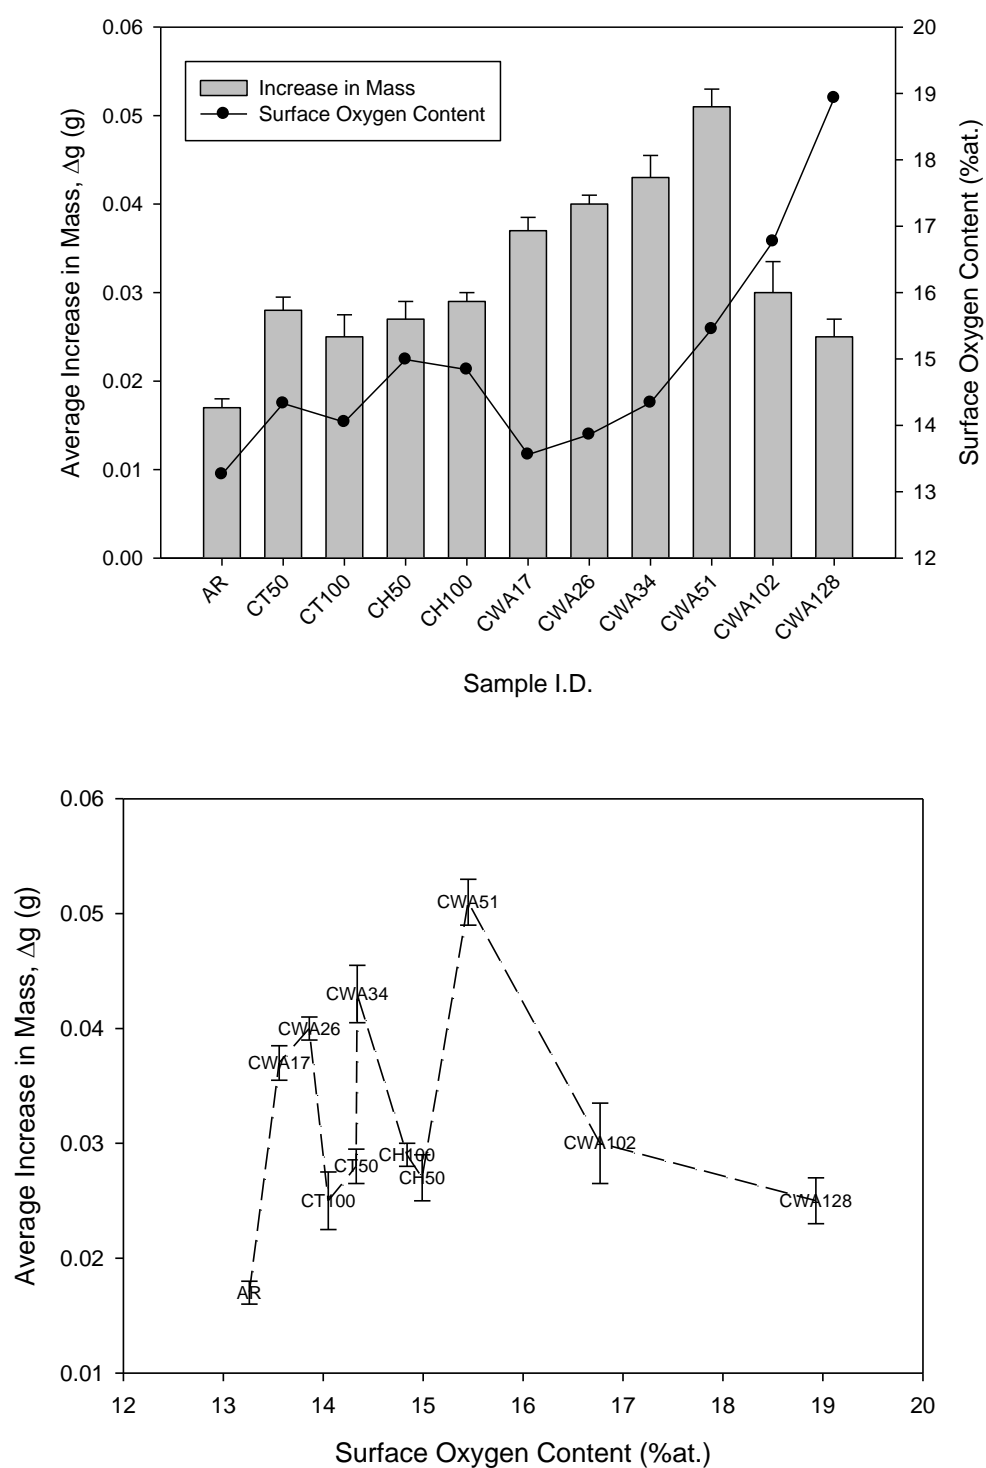 0.06
0.05
0.04
0.03
0.02
0.01
0.00
Average Increase in Mass, Δg (g)
Increase in Mass
Surface Oxygen Content
20
19
18
17
16
15
14
13
12
Surface Oxygen Content (%at.)
AR
CT50
CT100
CH50
CH100
CWA17
CWA26
CWA34
CWA51
CWA102
CWA128
Sample I.D.
0.06
0.05
0.04
0.03
0.02
0.01
Average Increase in Mass, Δg (g)
CWA51
CWA34
CWA26
CWA17
CH100
CWA102
CT50
CH50
CT100
CWA128
AR
12 13 14 15 16 17 18 19 20
Surface Oxygen Content (%at.)